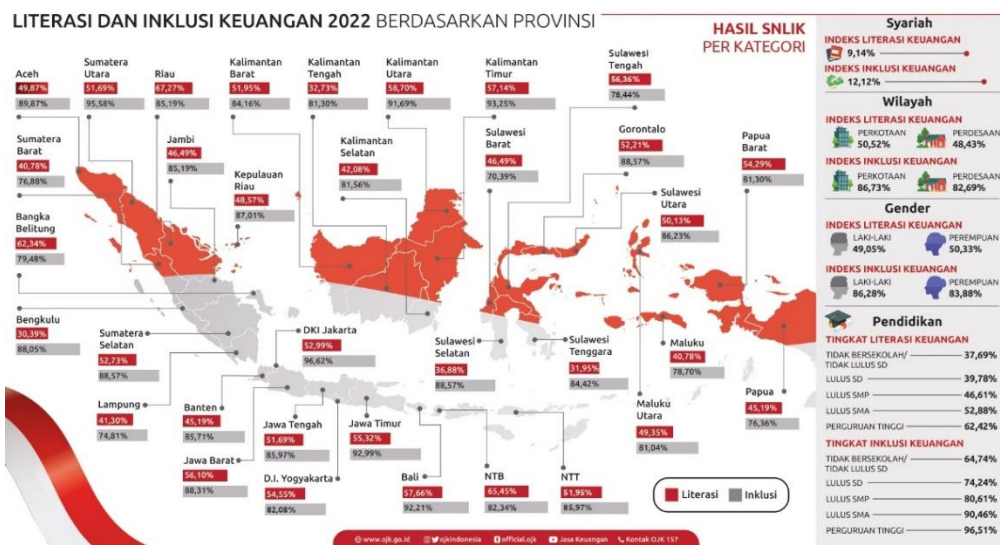 LITERASI DAN INKLUSI KEUANGAN 2022 BERDASARKAN PROVINSI
HASIL SNLIK
PER KATEGORI
Aceh
49,87%
89,87%
Sumatera
Utara
51,69%
95,58%
Riau
67,27%
85,19%
Kalimantan
Barat
51,95%
84,16%
Kalimantan
Tengah
32,73%
81,30%
Kalimantan
Utara
58,70%
91,69%
Kalimantan
Timur
57,14%
93,25%
Sulawesi
Tengah
56,36%
78,44%
Sumatera
Barat
40,78%
76,88%
Jambi
46,49%
85,19%
Kepulauan
Riau
48,57%
87,01%
Kalimantan
Selatan
42,08%
81,56%
Sulawesi
Barat
46,49%
70,39%
Gorontalo
52,21%
88,57%
Sulawesi
Utara
50,13%
86,23%
Papua
Barat
54,29%
81,30%
Bangka
Belitung
62,34%
79,48%
Bengkulu
30,39%
88,05%
Sumatera
Selatan
52,73%
88,57%
DKI Jakarta
52,99%
96,62%
Sulawesi
Selatan
36,88%
88,57%
Sulawesi
Tenggara
31,95%
84,42%
Maluku
40,78%
78,70%
Lampung
41,30%
74,81%
Banten
45,19%
85,71%
Jawa Tengah
51,69%
85,97%
Jawa Timur
55,32%
92,99%
Maluku
Utara
49,35%
81,04%
Papua
45,19%
76,36%
Jawa Barat
56,10%
88,31%
D.I. Yogyakarta
54,55%
82,08%
Bali
57,66%
92,21%
NTB
65,45%
82,34%
NTT
51,95%
85,97%
Literasi
Inklusi
www.ojk.go.id
ojkindonesia
official.ojk
Jasa Keuangan
Kontak OJK 157
Syariah
INDEKS LITERASI KEUANGAN
9,14%
INDEKS INKLUSI KEUANGAN
12,12%
Wilayah
INDEKS LITERASI KEUANGAN
PERKOTAAN
50,52%
PERDESAAN
48,43%
INDEKS INKLUSI KEUANGAN
PERKOTAAN
86,73%
PERDESAAN
82,69%
Gender
INDEKS LITERASI KEUANGAN
LAKI-LAKI
49,05%
PEREMPUAN
50,33%
INDEKS INKLUSI KEUANGAN
LAKI-LAKI
86,28%
PEREMPUAN
83,88%
Pendidikan
TINGKAT LITERASI KEUANGAN
TIDAK BERSEKOLAH/
TIDAK LULUS SD
37,69%
LULUS SD 39,78%
LULUS SMP 46,61%
LULUS SMA 52,88%
PERGURUAN TINGGI 62,42%
TINGKAT INKLUSI KEUANGAN
TIDAK BERSEKOLAH/
TIDAK LULUS SD
64,74%
LULUS SD 74,24%
LULUS SMP 80,61%
LULUS SMA 90,46%
PERGURUAN TINGGI 96,51%